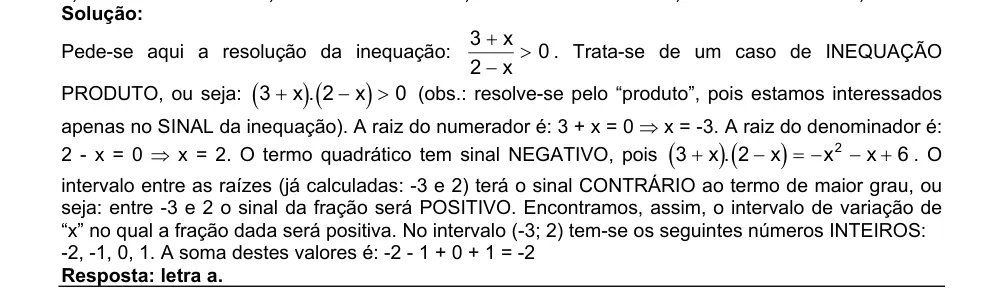 Solução:
Pede-se aqui a resolução da inequação: (3 + x)/(2 − x) > 0 . Trata-se de um caso de INEQUAÇÃO
PRODUTO, ou seja: (3 + x).(2 − x) > 0 (obs.: resolve-se pelo “produto”, pois estamos interessados
apenas no SINAL da inequação). A raiz do numerador é: 3 + x = 0 ⇒ x = -3. A raiz do denominador é:
2 - x = 0 ⇒ x = 2. O termo quadrático tem sinal NEGATIVO, pois (3 + x).(2 − x) = −x² − x + 6 . O
intervalo entre as raízes (já calculadas: -3 e 2) terá o sinal CONTRÁRIO ao termo de maior grau, ou
seja: entre -3 e 2 o sinal da fração será POSITIVO. Encontramos, assim, o intervalo de variação de
“x” no qual a fração dada será positiva. No intervalo (-3; 2) tem-se os seguintes números INTEIROS:
-2, -1, 0, 1. A soma destes valores é: -2 - 1 + 0 + 1 = -2
Resposta: letra a.